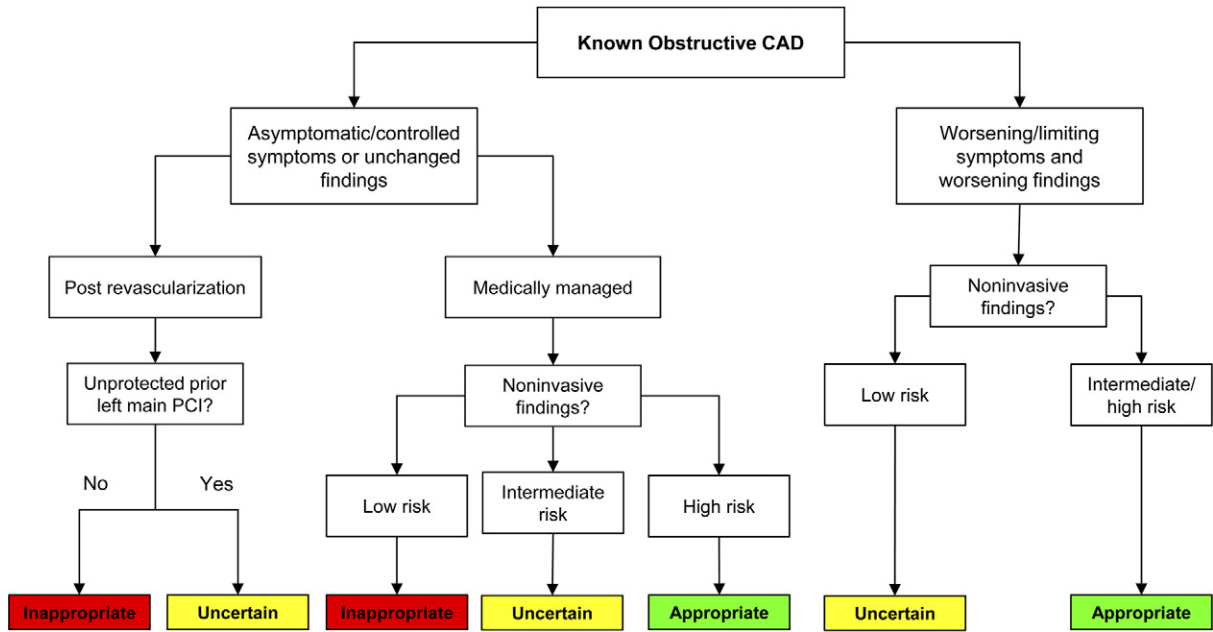 Known Obstructive CAD
Asymptomatic/controlled
symptoms or unchanged
findings
Worsening/limiting
symptoms and
worsening findings
Post revascularization
Medically managed
Noninvasive
findings?
Unprotected prior
left main PCI?
Noninvasive
findings?
Low risk
Intermediate/
high risk
No
Yes
Low risk
Intermediate
risk
High risk
Inappropriate
Uncertain
Inappropriate
Uncertain
Appropriate
Uncertain
Appropriate